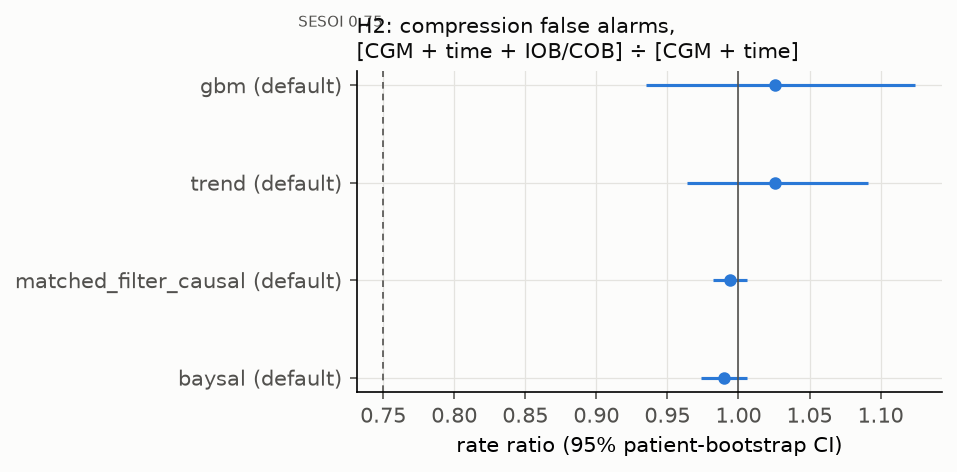 SESOI 0.75
H2: compression false alarms,
[CGM + time + IOB/COB] ÷ [CGM + time]
gbm (default)
trend (default)
matched_filter_causal (default)
baysal (default)
0.75 0.80 0.85 0.90 0.95 1.00 1.05 1.10
rate ratio (95% patient-bootstrap CI)